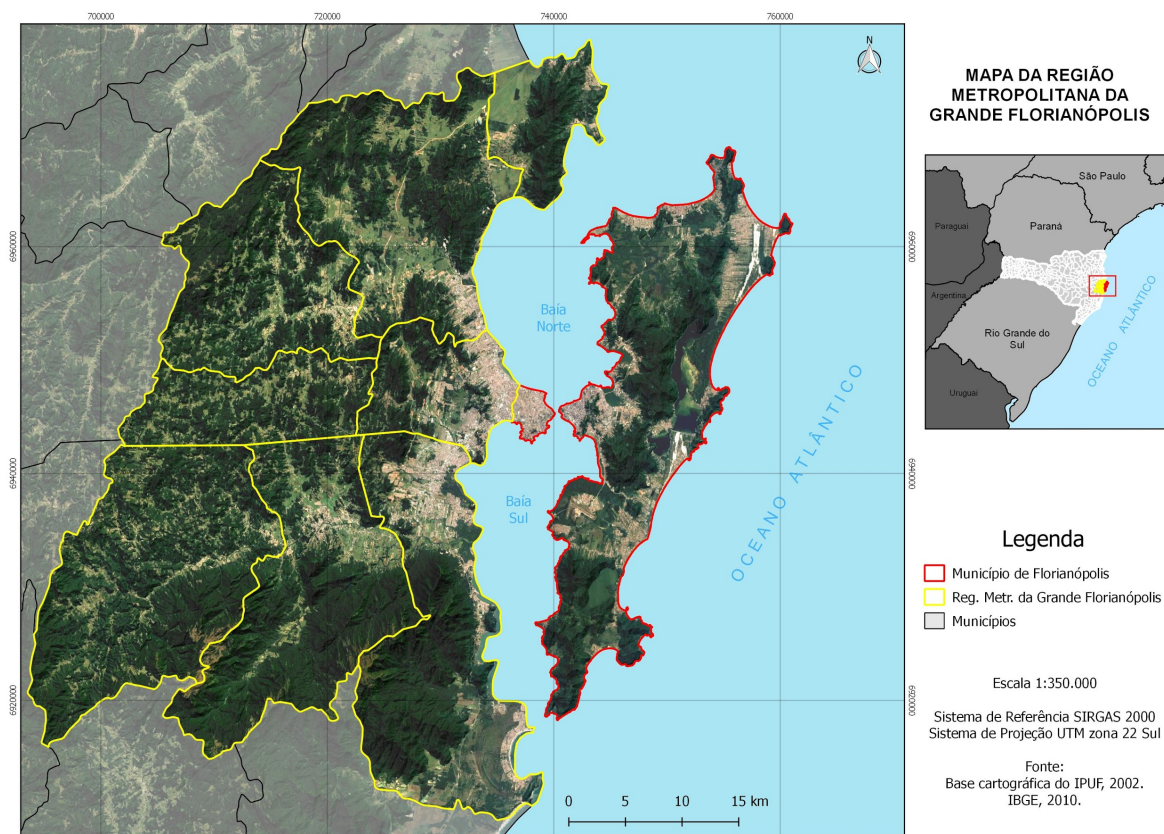 700000
720000
740000
760000
6960000
6940000
6920000
6960000
6940000
6920000
N
Baía
Norte
Baía
Sul
OCEANO ATLÂNTICO
0 5 10 15 km
MAPA DA REGIÃO
METROPOLITANA DA
GRANDE FLORIANÓPOLIS
São Paulo
Paraguai
Paraná
Argentina
Rio Grande do
Sul
Uruguai
OCEANO ATLÂNTICO
Legenda
Município de Florianópolis
Reg. Metr. da Grande Florianópolis
Municípios
Escala 1:350.000
Sistema de Referência SIRGAS 2000
Sistema de Projeção UTM zona 22 Sul
Fonte:
Base cartográfica do IPUF, 2002.
IBGE, 2010.